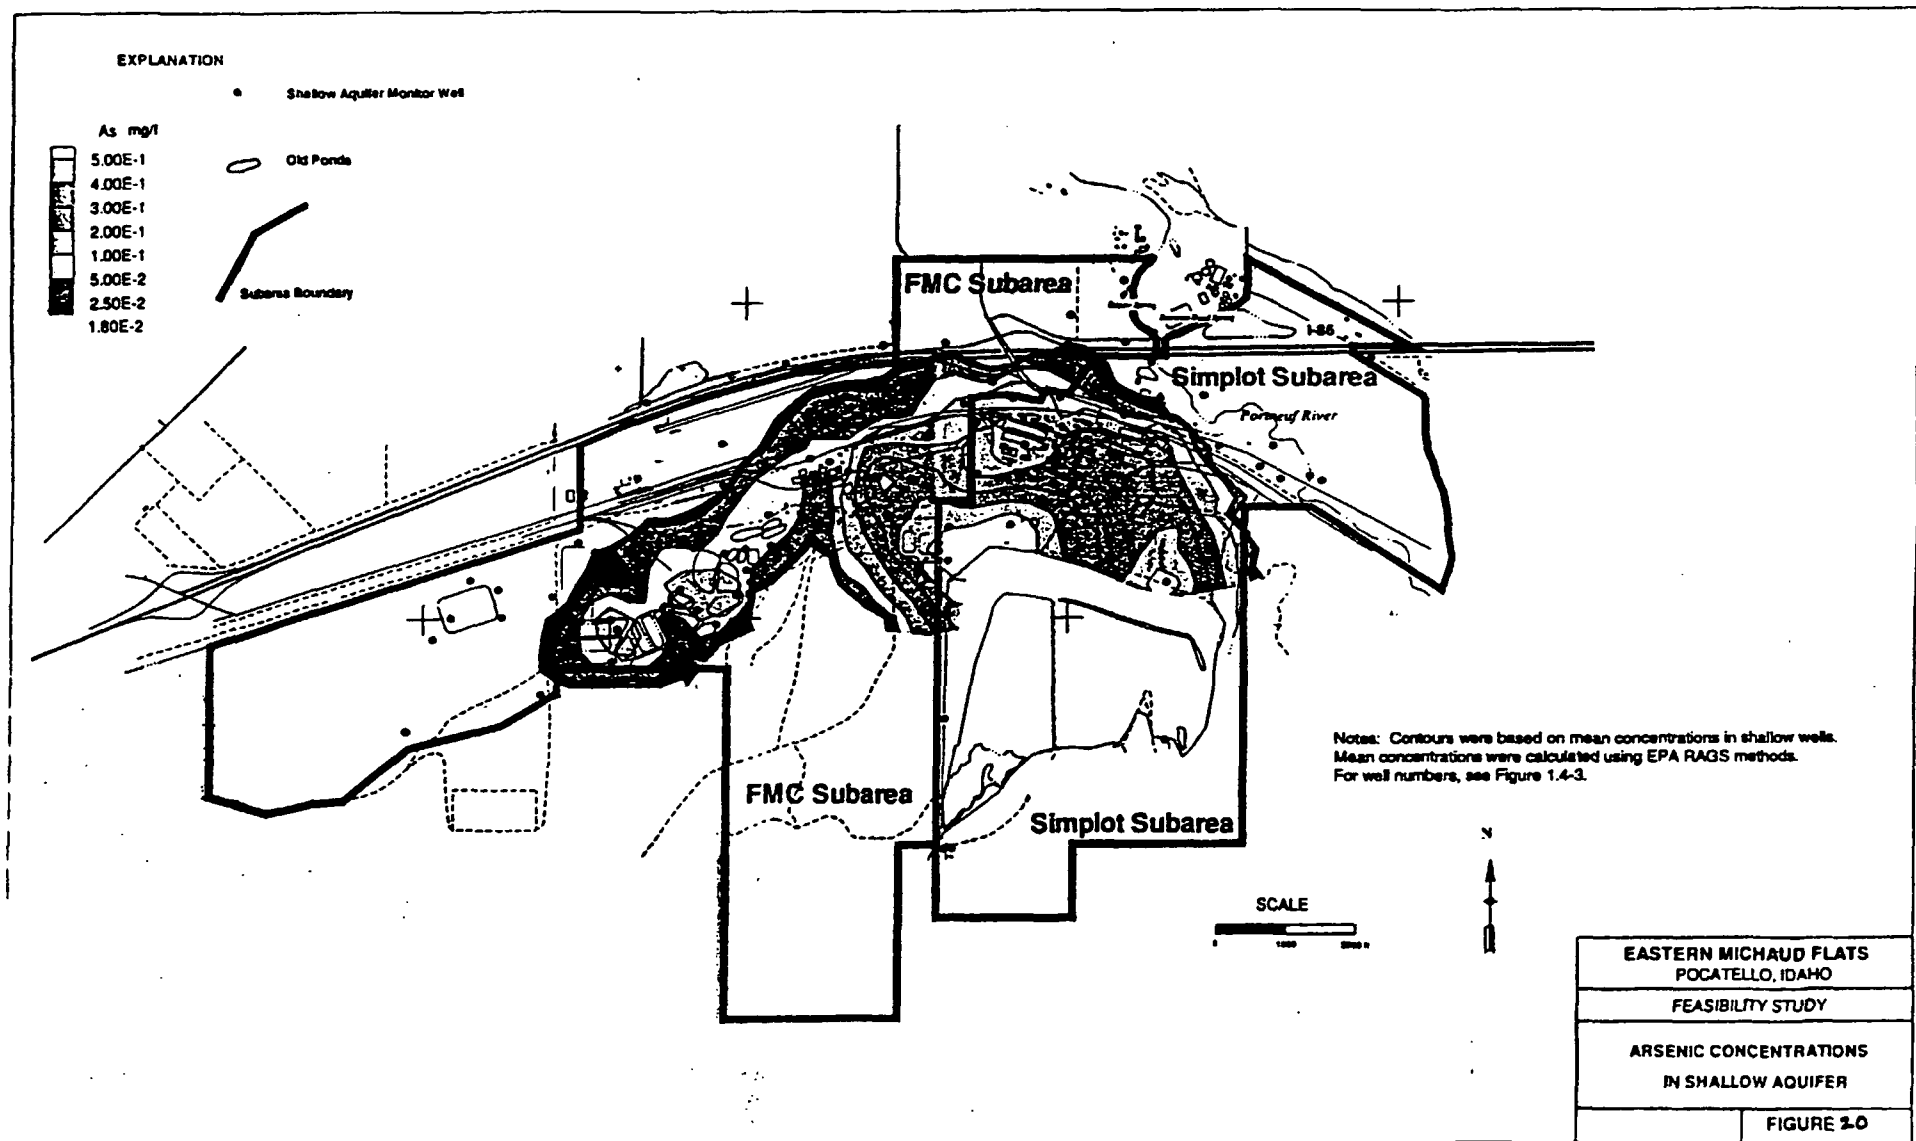 EXPLANATION
Shallow Aquifer Monitor Well
As mg/l
5.00E-1
4.00E-1
3.00E-1
2.00E-1
1.00E-1
5.00E-2
2.50E-2
1.80E-2
Old Ponds
Subarea Boundary
FMC Subarea
I-86
Simplot Subarea
Portneuf River
FMC Subarea
Simplot Subarea
Notes: Contours were based on mean concentrations in shallow wells.
Mean concentrations were calculated using EPA RAGS methods.
For well numbers, see Figure 1.4-3.
N
SCALE
0 1000 2000 ft
EASTERN MICHAUD FLATS
POCATELLO, IDAHO
FEASIBILITY STUDY
ARSENIC CONCENTRATIONS
IN SHALLOW AQUIFER
FIGURE 20